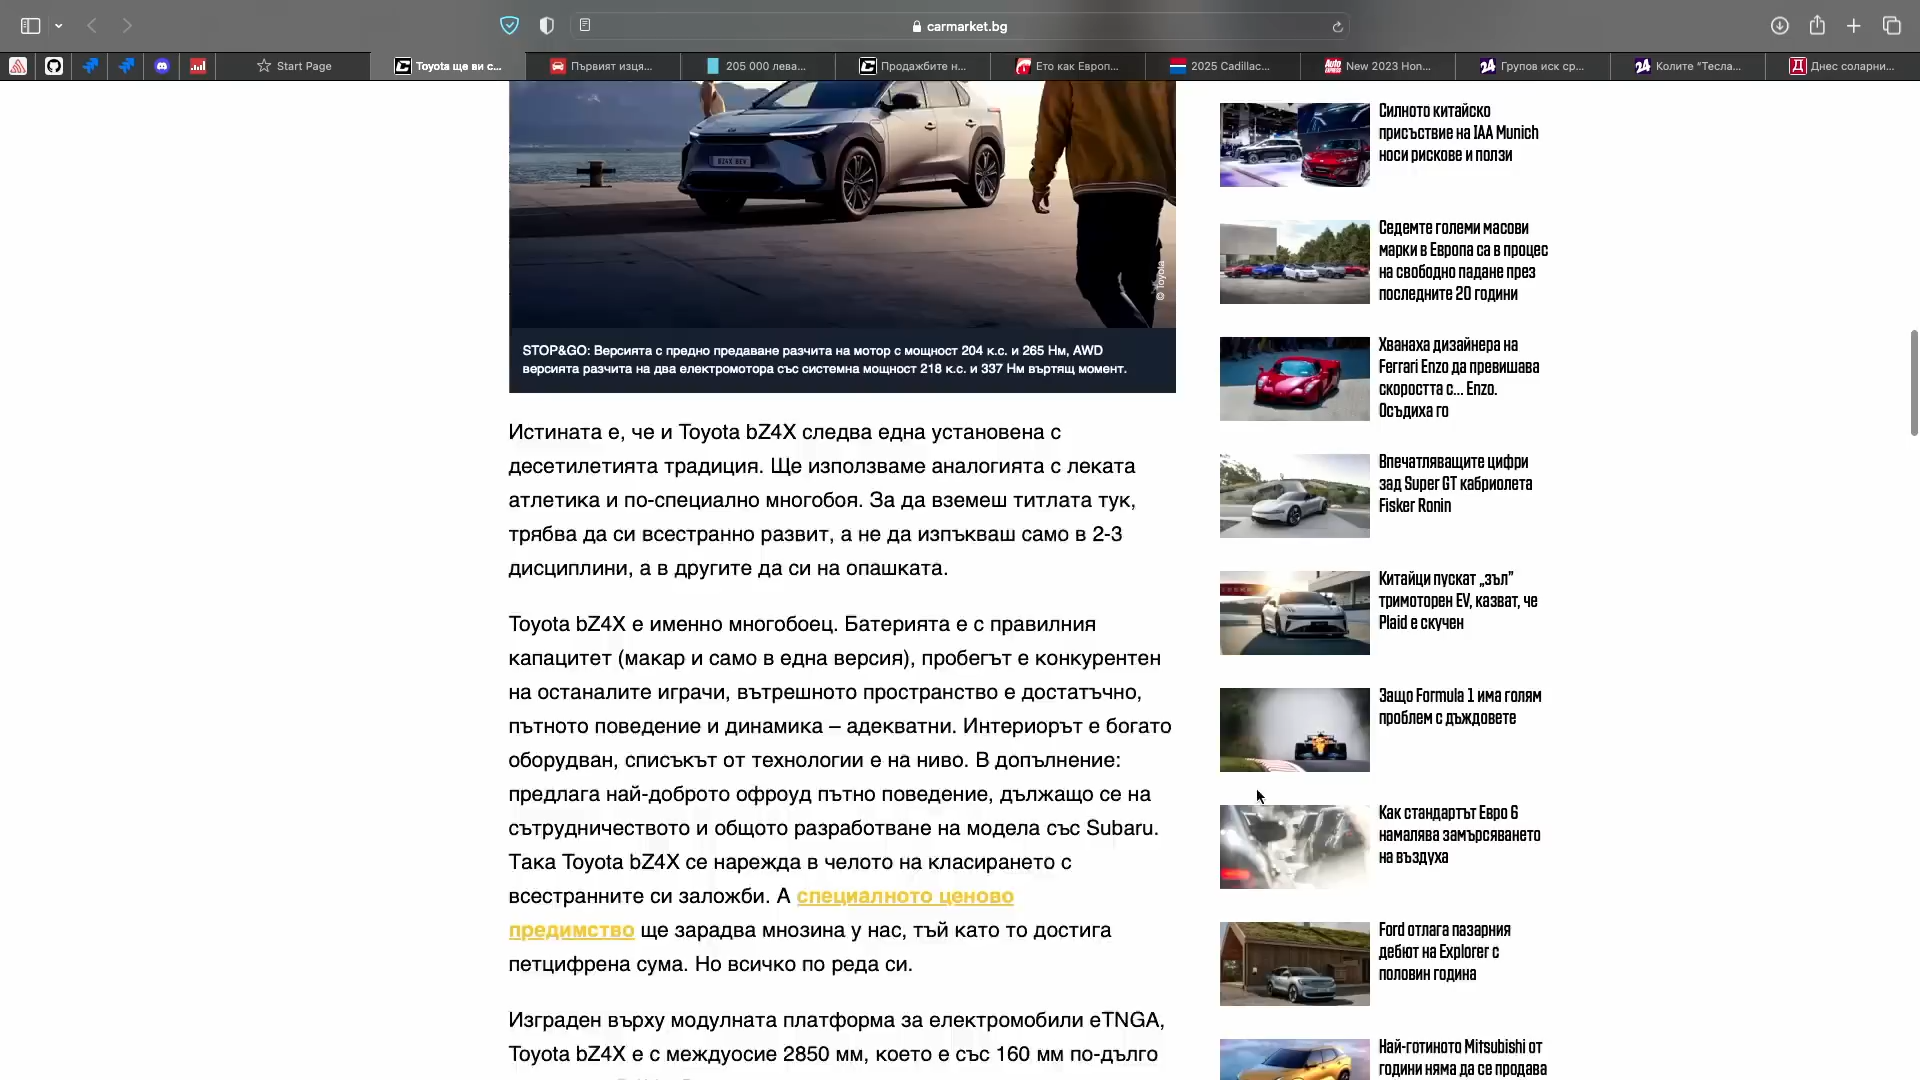 carmarket.bg
Start Page
Toyota ще ви с...
Първият изця...
205 000 лева...
Продажбите н...
Ето как Европ...
2025 Cadillac...
New 2023 Hon...
Групов иск ср...
Колите "Тесла...
Днес соларни...
BZ4X BEV
© Toyota
STOP&GO: Версията с предно предаване разчита на мотор с мощност 204 к.с. и 265 Нм, AWD
версията разчита на два електромотора със системна мощност 218 к.с. и 337 Нм въртящ момент.
Истината е, че и Toyota bZ4X следва една установена с
десетилетията традиция. Ще използваме аналогията с леката
атлетика и по-специално многобоя. За да вземеш титлата тук,
трябва да си всестранно развит, а не да изпъкваш само в 2-3
дисциплини, а в другите да си на опашката.
Toyota bZ4X е именно многобоец. Батерията е с правилния
капацитет (макар и само в една версия), пробегът е конкурентен
на останалите играчи, вътрешното пространство е достатъчно,
пътното поведение и динамика – адекватни. Интериорът е богато
оборудван, списъкът от технологии е на ниво. В допълнение:
предлага най-доброто офроуд пътно поведение, дължащо се на
сътрудничеството и общото разработване на модела със Subaru.
Така Toyota bZ4X се нарежда в челото на класирането с
всестранните си заложби. А специалното ценово
предимство ще зарадва мнозина у нас, тъй като то достига
петцифрена сума. Но всичко по реда си.
Изграден върху модулната платформа за електромобили eTNGA,
Toyota bZ4X е с междуосие 2850 мм, което е със 160 мм по-дълго
Силното китайско
присъствие на IAA Munich
носи рискове и ползи
Седемте големи масови
марки в Европа са в процес
на свободно падане през
последните 20 години
Хванаха дизайнера на
Ferrari Enzo да превишава
скоростта с... Enzo.
Осъдиха го
Впечатляващите цифри
зад Super GT кабриолета
Fisker Ronin
Китайци пускат „зъл”
тримоторен EV, казват, че
Plaid е скучен
Защо Formula 1 има голям
проблем с дъждовете
Как стандартът Евро 6
намалява замърсяването
на въздуха
Ford отлага пазарния
дебют на Explorer с
половин година
Най-готиното Mitsubishi от
години няма да се продава